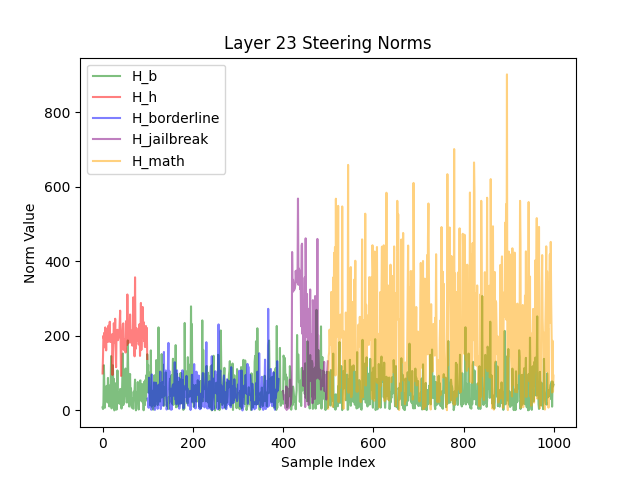 Layer 23 Steering Norms
H_b
H_h
H_borderline
H_jailbreak
H_math
Norm Value
800
600
400
200
0
0 200 400 600 800 1000
Sample Index